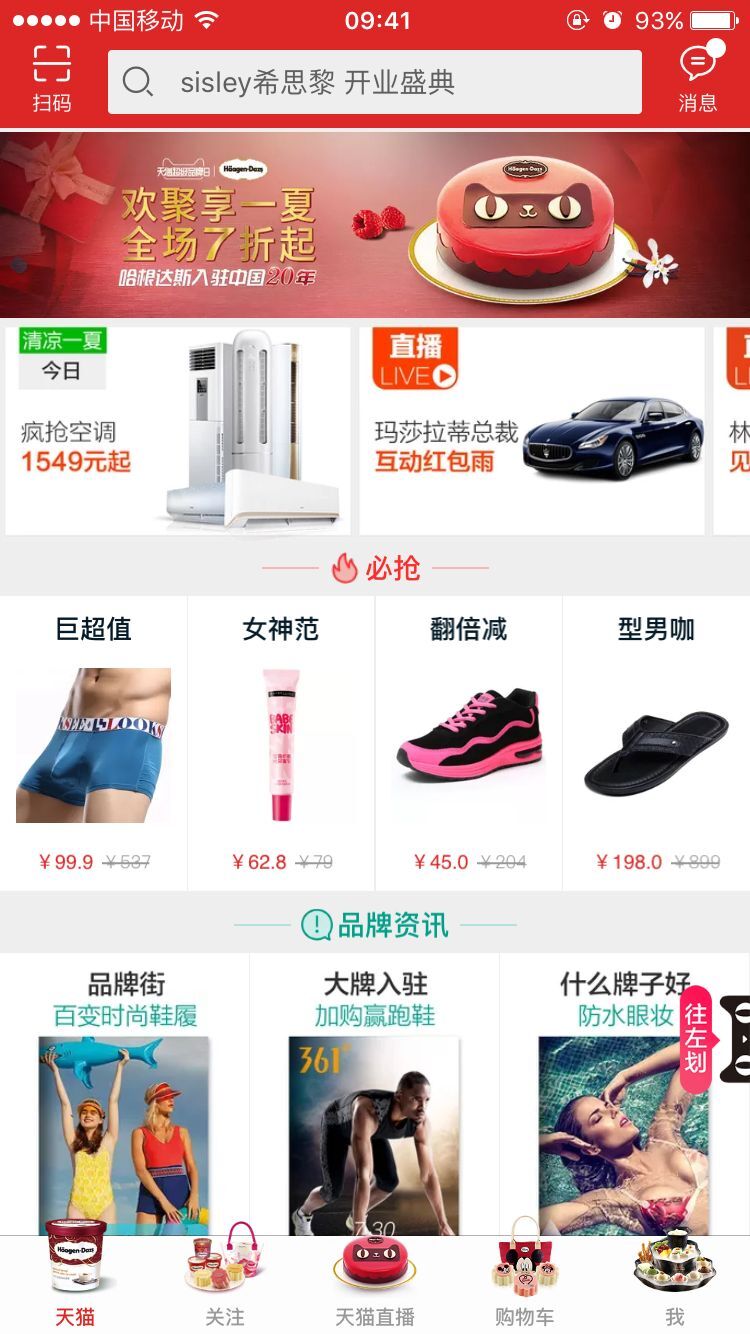 中国移动
09:41
93%
扫码
sisley希思黎 开业盛典
消息
天猫超级品牌日
Häagen-Dazs
欢聚享一夏
全场7折起
哈根达斯入驻中国20年
Häagen-Dazs
清凉一夏
今日
疯抢空调
1549元起
直播
LIVE
玛莎拉蒂总裁
互动红包雨
必抢
巨超值
女神范
翻倍减
型男咖
BABY
SKIN
¥99.9 ¥537
¥62.8 ¥79
¥45.0 ¥204
¥198.0 ¥899
品牌资讯
品牌街
百变时尚鞋履
大牌入驻
加购赢跑鞋
什么牌子好
防水眼妆
往左划
361°
7.30
Häagen-Dazs
天猫
关注
天猫直播
购物车
我